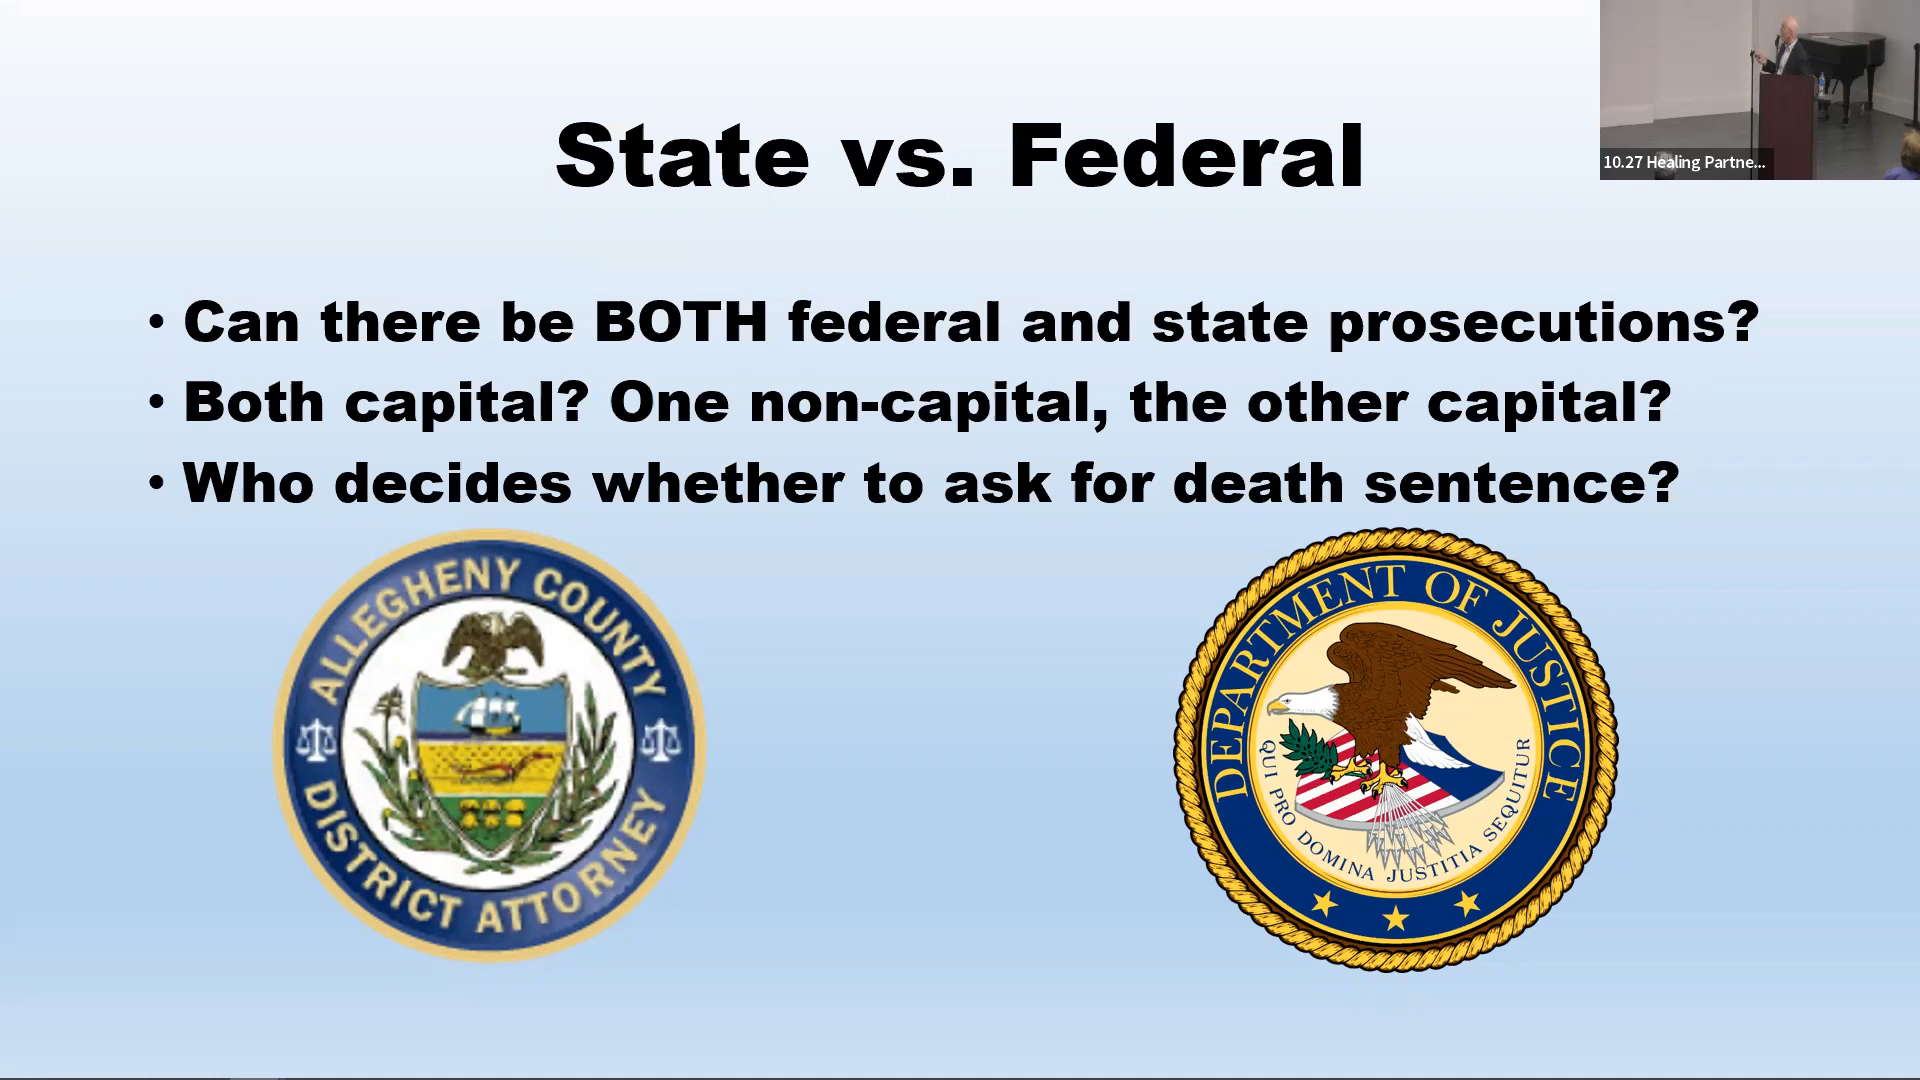 State vs. Federal
10.27 Healing Partne...
• Can there be BOTH federal and state prosecutions?
• Both capital? One non-capital, the other capital?
• Who decides whether to ask for death sentence?
ALLEGHENY COUNTY
DISTRICT ATTORNEY
DEPARTMENT OF JUSTICE
QUI PRO DOMINA JUSTITIA SEQUITUR